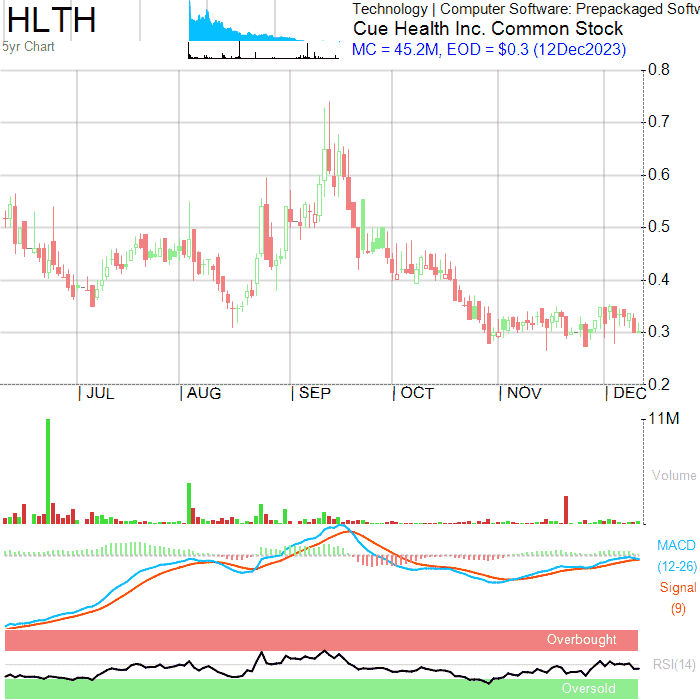 HLTH
5yr Chart
Technology | Computer Software: Prepackaged Softw
Cue Health Inc. Common Stock
MC = 45.2M, EOD = $0.3 (12Dec2023)
0.8
0.7
0.6
0.5
0.4
0.3
0.2
| JUL | AUG | SEP | OCT | NOV | DEC
11M
Volume
MACD
(12-26)
Signal
(9)
Overbought
RSI(14)
Oversold